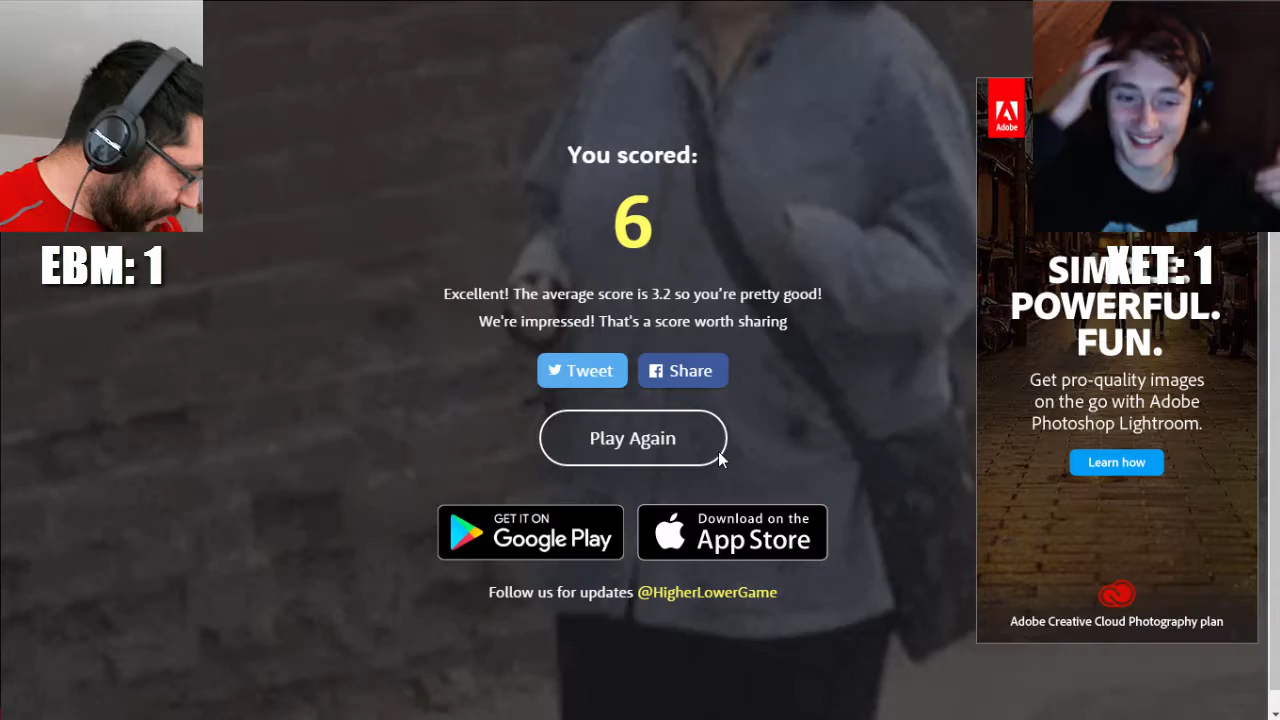 You scored:
6
Excellent! The average score is 3.2 so you're pretty good!
We're impressed! That's a score worth sharing
Tweet
Share
Play Again
GET IT ON
Google Play
Download on the
App Store
Follow us for updates @HigherLowerGame
EBM: 1
XET: 1
Adobe
POWERFUL.
FUN.
Get pro-quality images
on the go with Adobe
Photoshop Lightroom.
Learn how
Adobe Creative Cloud Photography plan